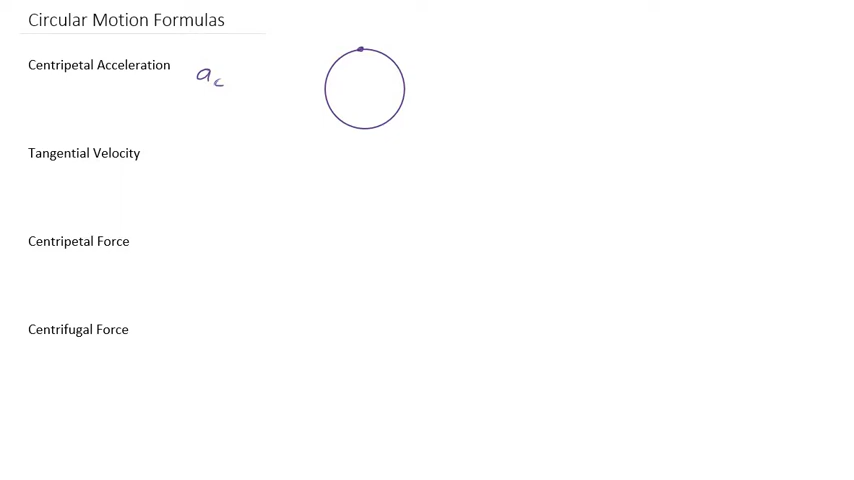 Circular Motion Formulas
Centripetal Acceleration a_c
Tangential Velocity
Centripetal Force
Centrifugal Force